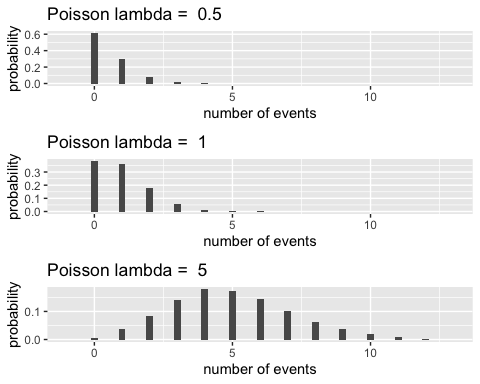 Poisson lambda =  0.5
probability
0.6
0.4
0.2
0.0
0 5 10
number of events
Poisson lambda =  1
probability
0.3
0.2
0.1
0.0
0 5 10
number of events
Poisson lambda =  5
probability
0.1
0.0
0 5 10
number of events